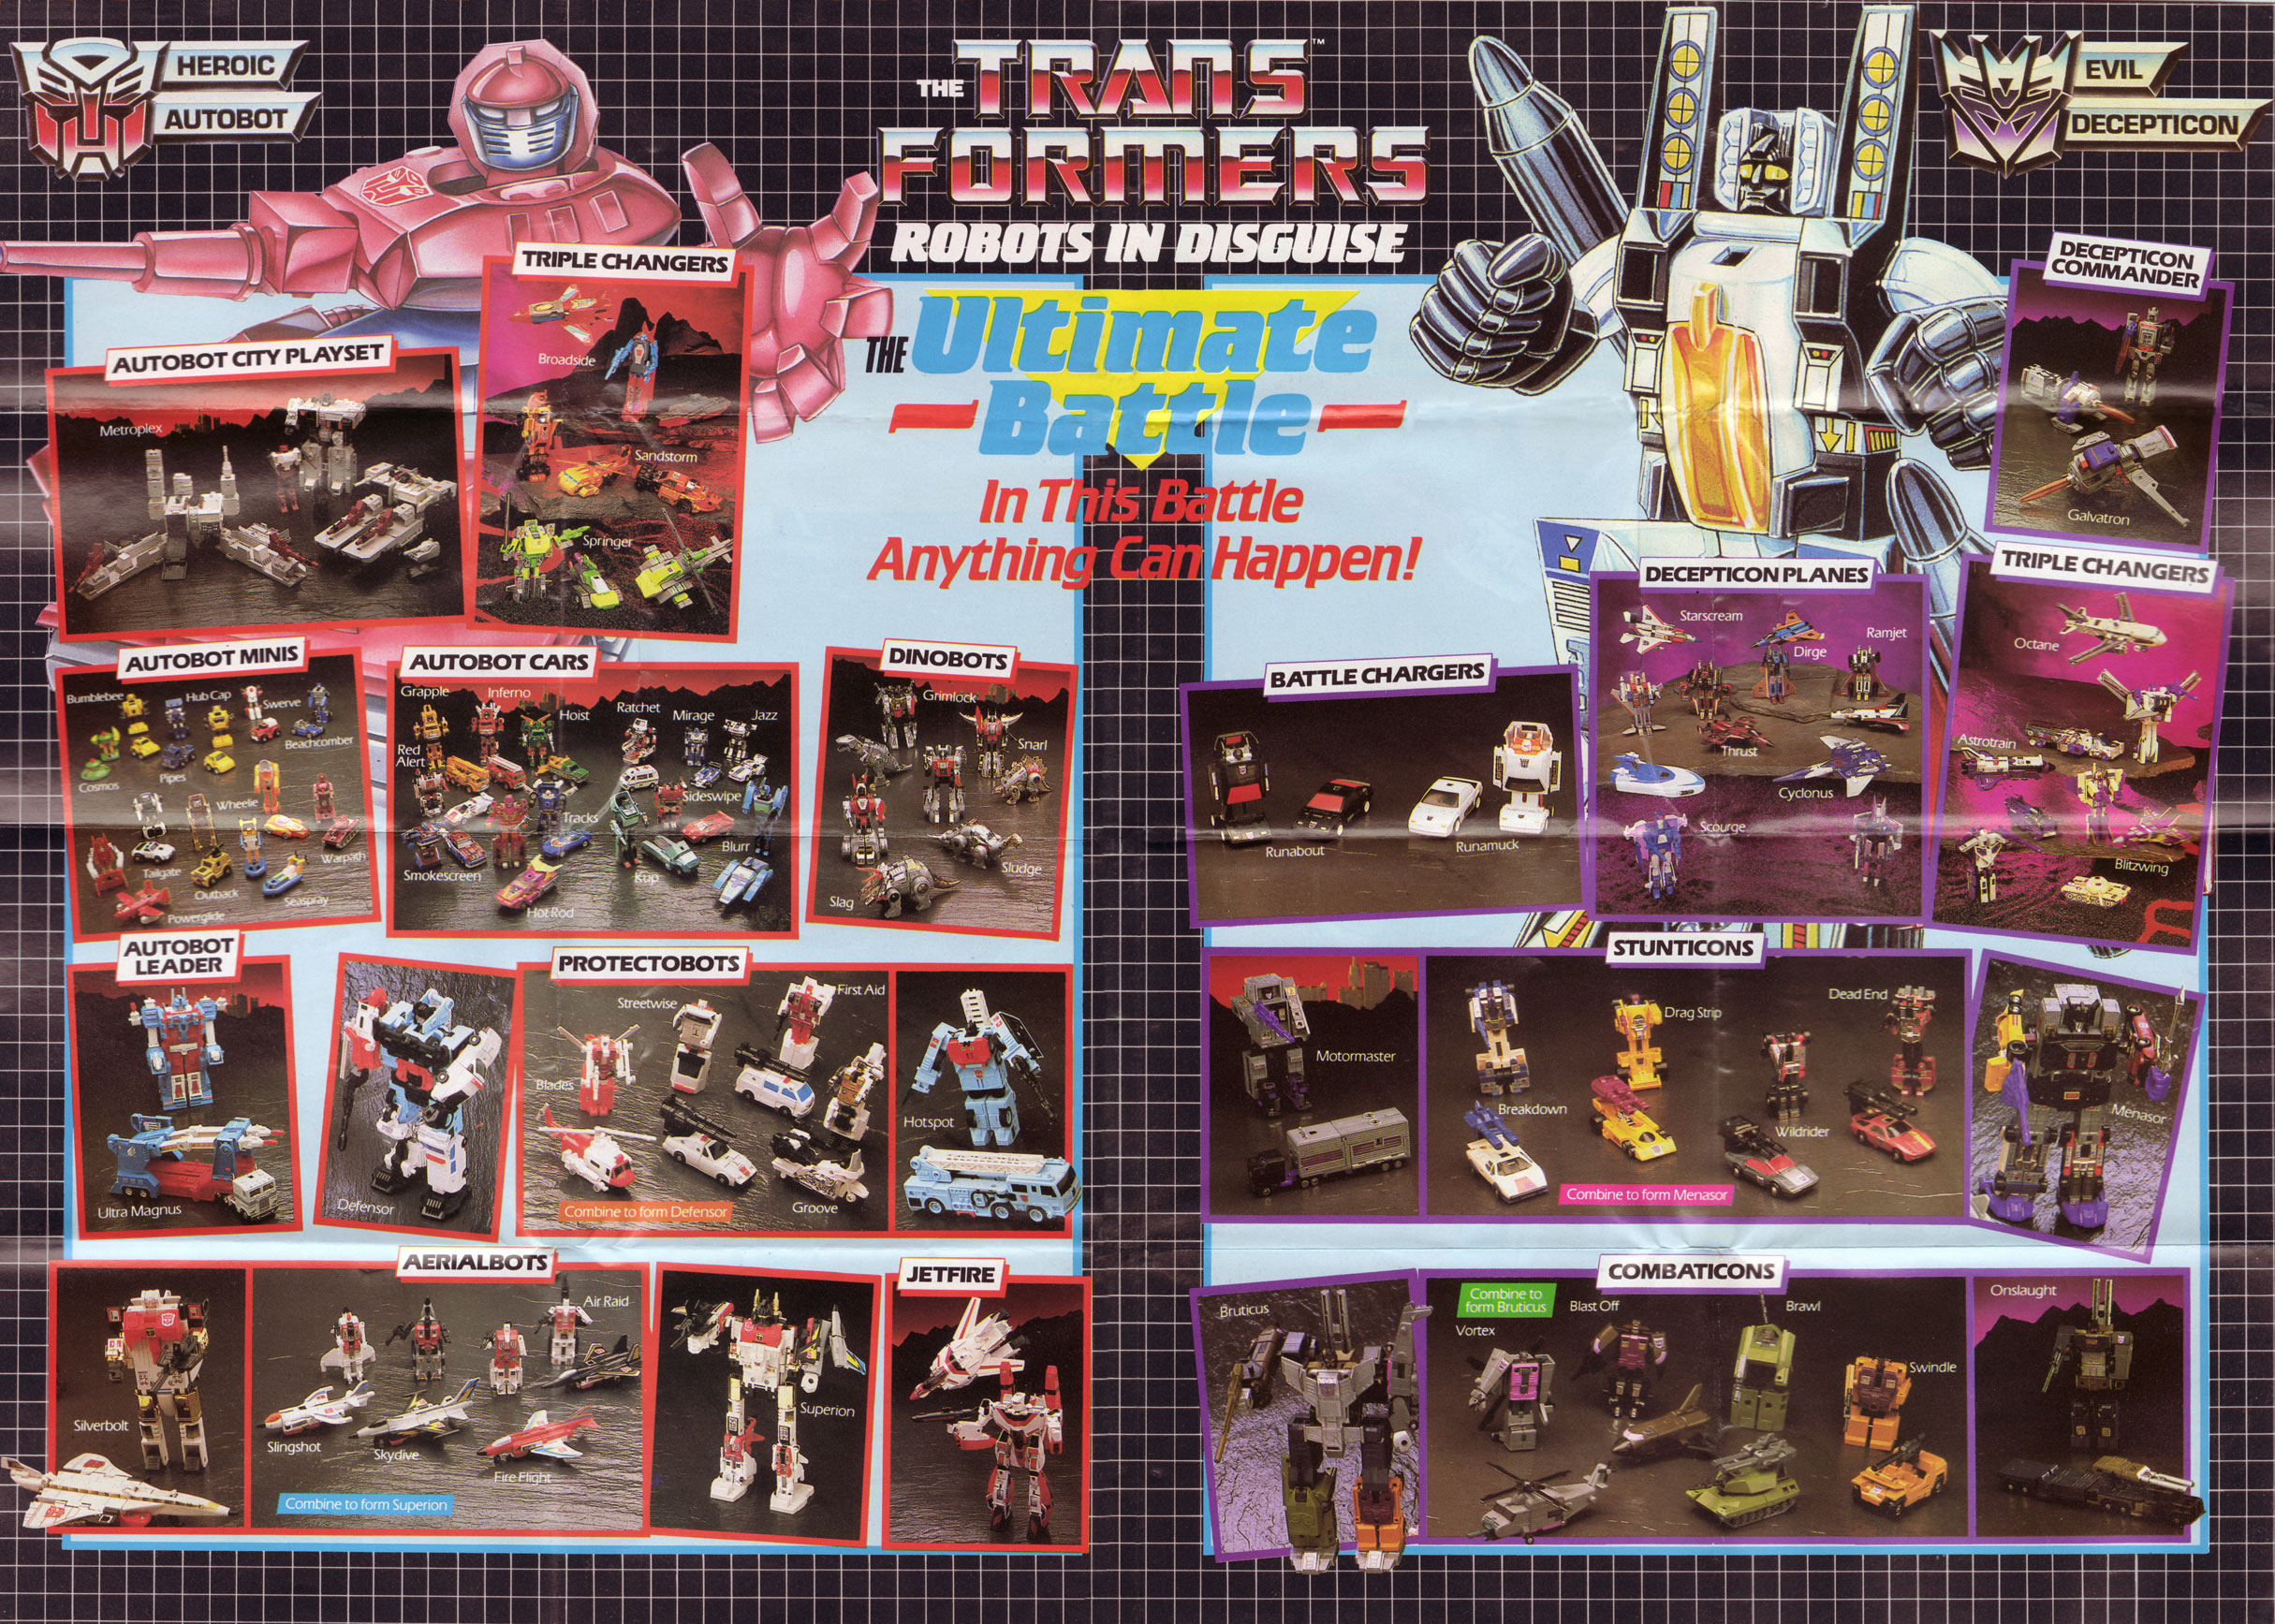 HEROIC
AUTOBOT
THE TRANS™
FORMERS
ROBOTS IN DISGUISE
EVIL
DECEPTICON
THE Ultimate
Battle
In This Battle
Anything Can Happen!
AUTOBOT CITY PLAYSET
Metroplex
TRIPLE CHANGERS
Broadside
Sandstorm
Springer
AUTOBOT MINIS
Bumblebee
Hub Cap
Swerve
Beachcomber
Pipes
Cosmos
Wheelie
Warpath
Tailgate
Outback
Seaspray
Powerglide
AUTOBOT CARS
Grapple
Inferno
Hoist
Ratchet
Mirage
Jazz
Red
Alert
Sideswipe
Tracks
Blurr
Smokescreen
Kup
Hot Rod
DINOBOTS
Grimlock
Snarl
Sludge
Slag
AUTOBOT
LEADER
Ultra Magnus
Defensor
PROTECTOBOTS
Streetwise
First Aid
Blades
Hotspot
Groove
Combine to form Defensor
AERIALBOTS
Silverbolt
Air Raid
Slingshot
Skydive
Fire Flight
Combine to form Superion
Superion
JETFIRE
DECEPTICON
COMMANDER
Galvatron
BATTLE CHARGERS
Runabout
Runamuck
DECEPTICON PLANES
Starscream
Ramjet
Dirge
Thrust
Cyclonus
Scourge
TRIPLE CHANGERS
Octane
Astrotrain
Blitzwing
STUNTICONS
Motormaster
Drag Strip
Dead End
Breakdown
Wildrider
Combine to form Menasor
Menasor
COMBATICONS
Bruticus
Combine to
form Bruticus
Blast Off
Brawl
Vortex
Swindle
Onslaught